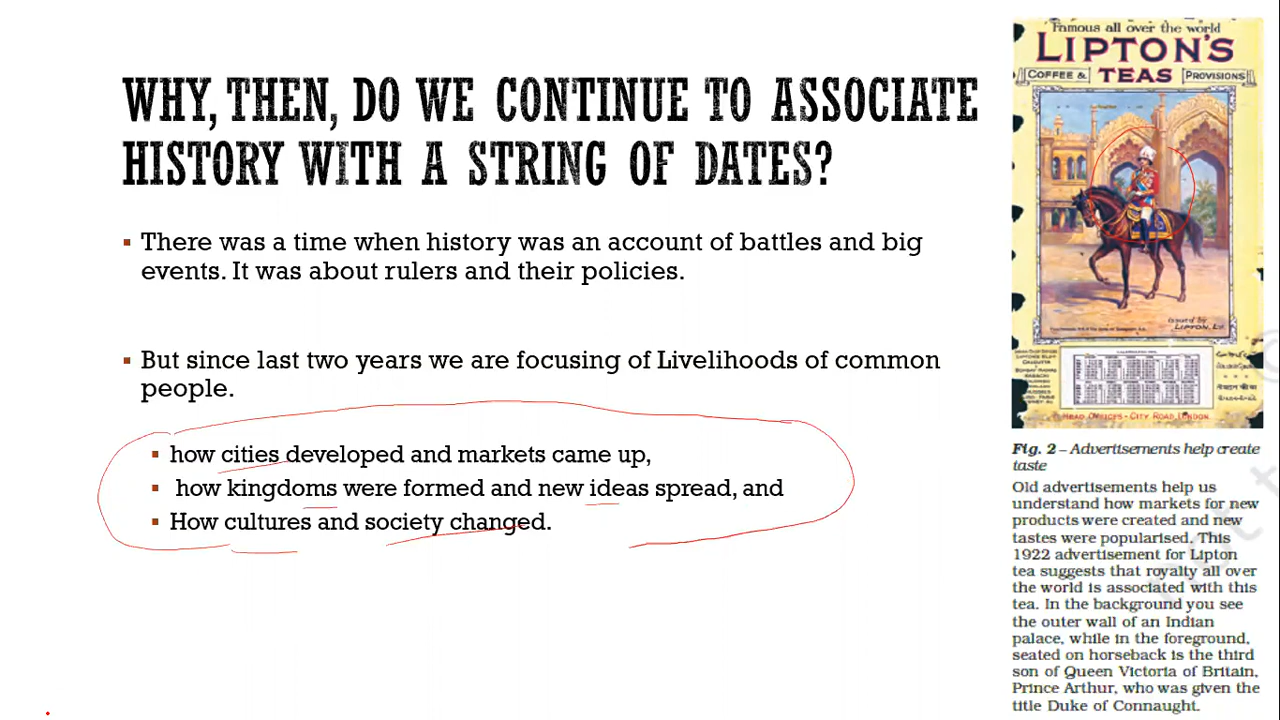 WHY, THEN, DO WE CONTINUE TO ASSOCIATE
HISTORY WITH A STRING OF DATES?
There was a time when history was an account of battles and big
events. It was about rulers and their policies.
But since last two years we are focusing of Livelihoods of common
people.
how cities developed and markets came up,
how kingdoms were formed and new ideas spread, and
How cultures and society changed.
Famous all over the world
LIPTON'S
COFFEE & TEAS PROVISIONS
Issued by
LIPTON, Ld
HEAD OFFICES - CITY ROAD LONDON
Fig. 2 – Advertisements help create
taste
Old advertisements help us
understand how markets for new
products were created and new
tastes were popularised. This
1922 advertisement for Lipton
tea suggests that royalty all over
the world is associated with this
tea. In the background you see
the outer wall of an Indian
palace, while in the foreground,
seated on horseback is the third
son of Queen Victoria of Britain,
Prince Arthur, who was given the
title Duke of Connaught.
not t